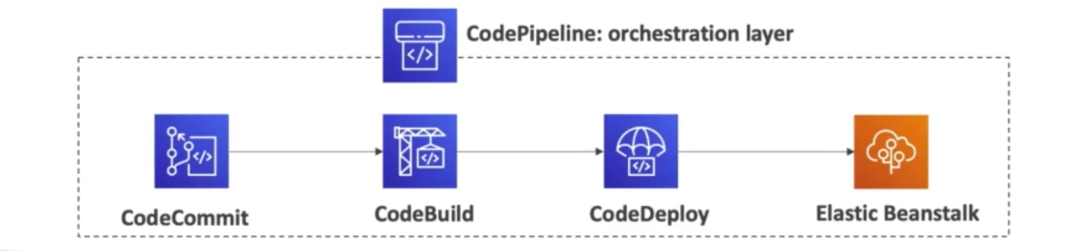 CodePipeline: orchestration layer
</>
</>
</>
</>
CodeCommit
CodeBuild
CodeDeploy
Elastic Beanstalk